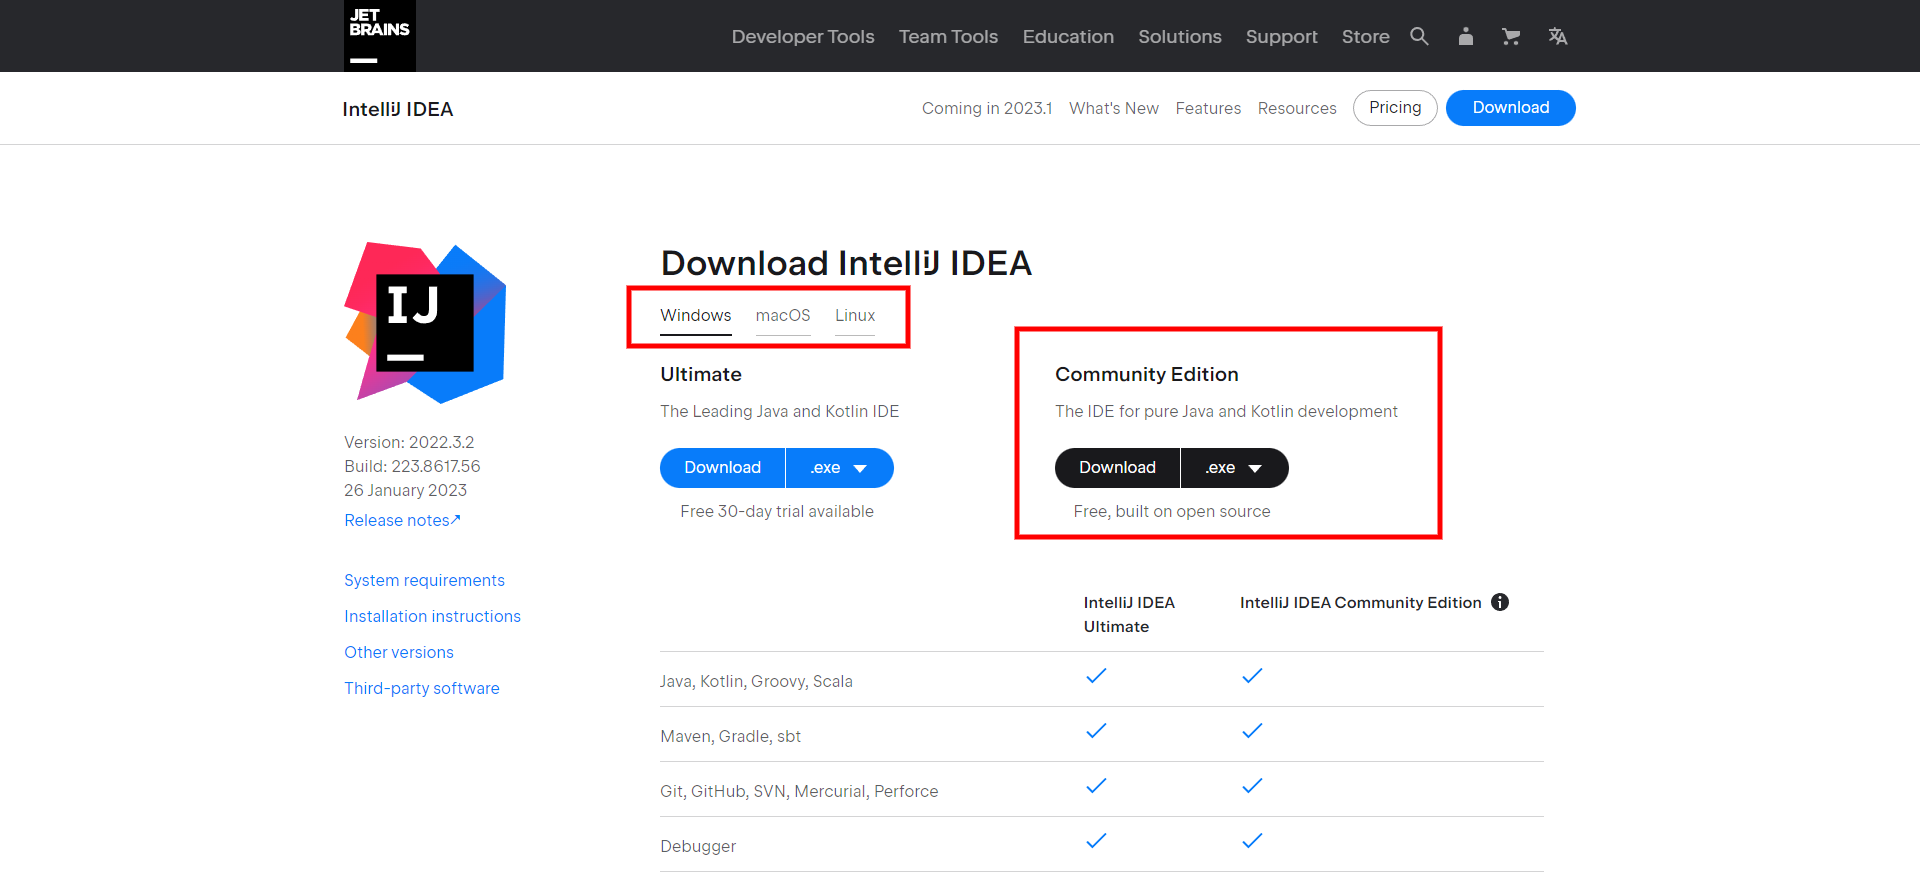 JET
BRAINS
Developer Tools Team Tools Education Solutions Support Store
IntelliJ IDEA
Coming in 2023.1 What's New Features Resources Pricing Download
IJ
Version: 2022.3.2
Build: 223.8617.56
26 January 2023
Release notes↗
System requirements
Installation instructions
Other versions
Third-party software
Download IntelliJ IDEA
Windows macOS Linux
Ultimate
The Leading Java and Kotlin IDE
Download .exe
Free 30-day trial available
Community Edition
The IDE for pure Java and Kotlin development
Download .exe
Free, built on open source
IntelliJ IDEA
Ultimate
IntelliJ IDEA Community Edition
Java, Kotlin, Groovy, Scala
Maven, Gradle, sbt
Git, GitHub, SVN, Mercurial, Perforce
Debugger